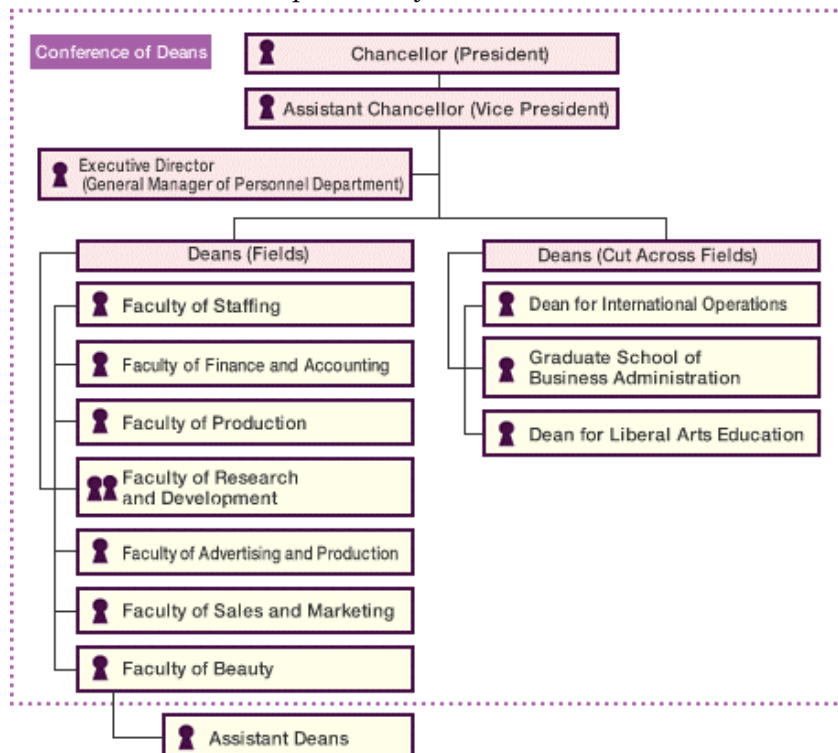 Conference of Deans
Chancellor (President)
Assistant Chancellor (Vice President)
Executive Director
(General Manager of Personnel Department)
Deans (Fields)
Faculty of Staffing
Faculty of Finance and Accounting
Faculty of Production
Faculty of Research
and Development
Faculty of Advertising and Production
Faculty of Sales and Marketing
Faculty of Beauty
Assistant Deans
Deans (Cut Across Fields)
Dean for International Operations
Graduate School of
Business Administration
Dean for Liberal Arts Education